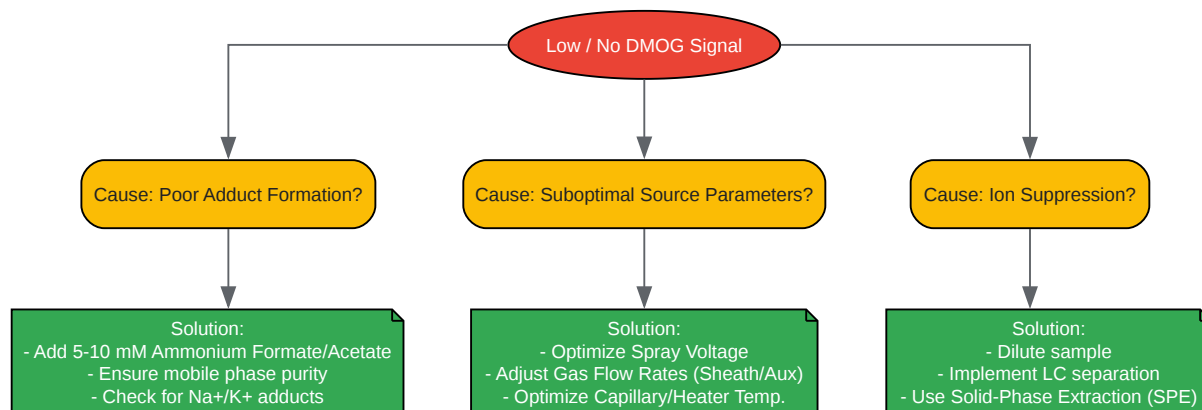 Low / No DMOG Signal
Cause: Poor Adduct Formation?
Cause: Suboptimal Source Parameters?
Cause: Ion Suppression?
Solution:
- Add 5-10 mM Ammonium Formate/Acetate
- Ensure mobile phase purity
- Check for Na+/K+ adducts
Solution:
- Optimize Spray Voltage
- Adjust Gas Flow Rates (Sheath/Aux)
- Optimize Capillary/Heater Temp.
Solution:
- Dilute sample
- Implement LC separation
- Use Solid-Phase Extraction (SPE)